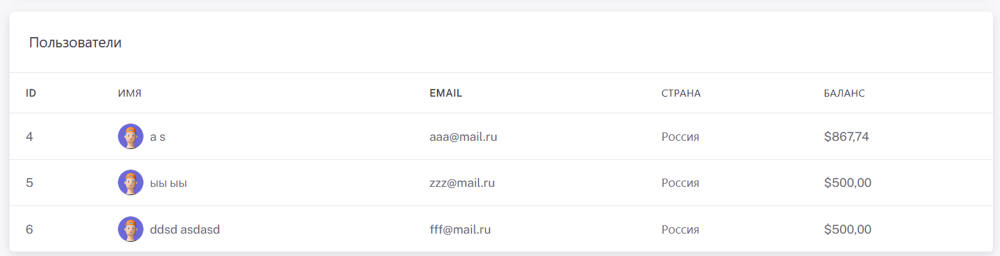 Пользователи
ID ИМЯ EMAIL СТРАНА БАЛАНС
4 a s aaa@mail.ru Россия $867,74
5 ыы ыы zzz@mail.ru Россия $500,00
6 ddsd asdasd fff@mail.ru Россия $500,00